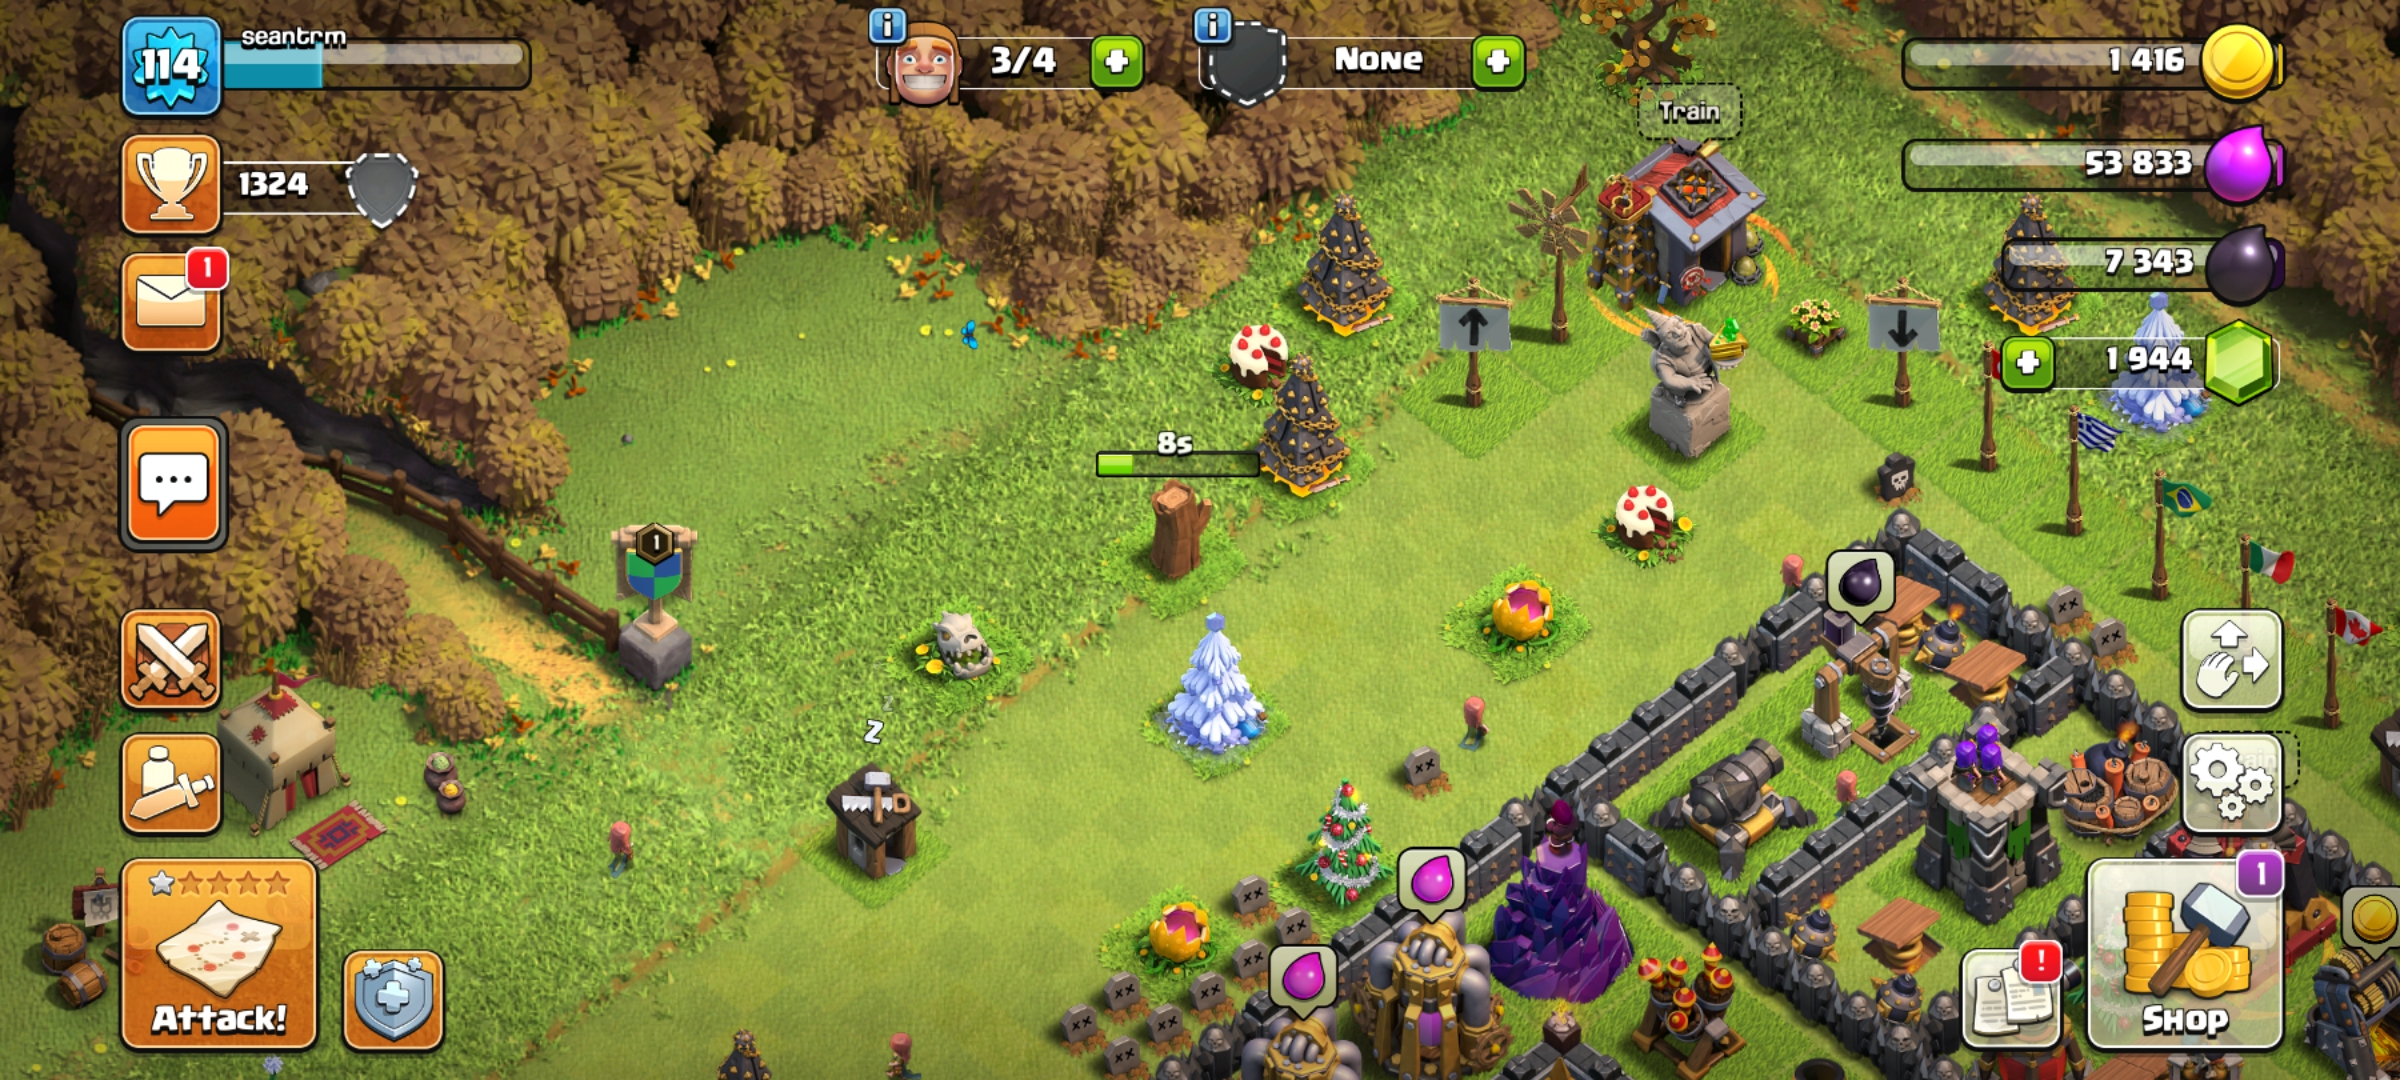 114
seantrm
3/4
None
1 416
Train
1324
53 833
1
7 343
1 944
8s
1
z
z
1
!
Attack!
Shop